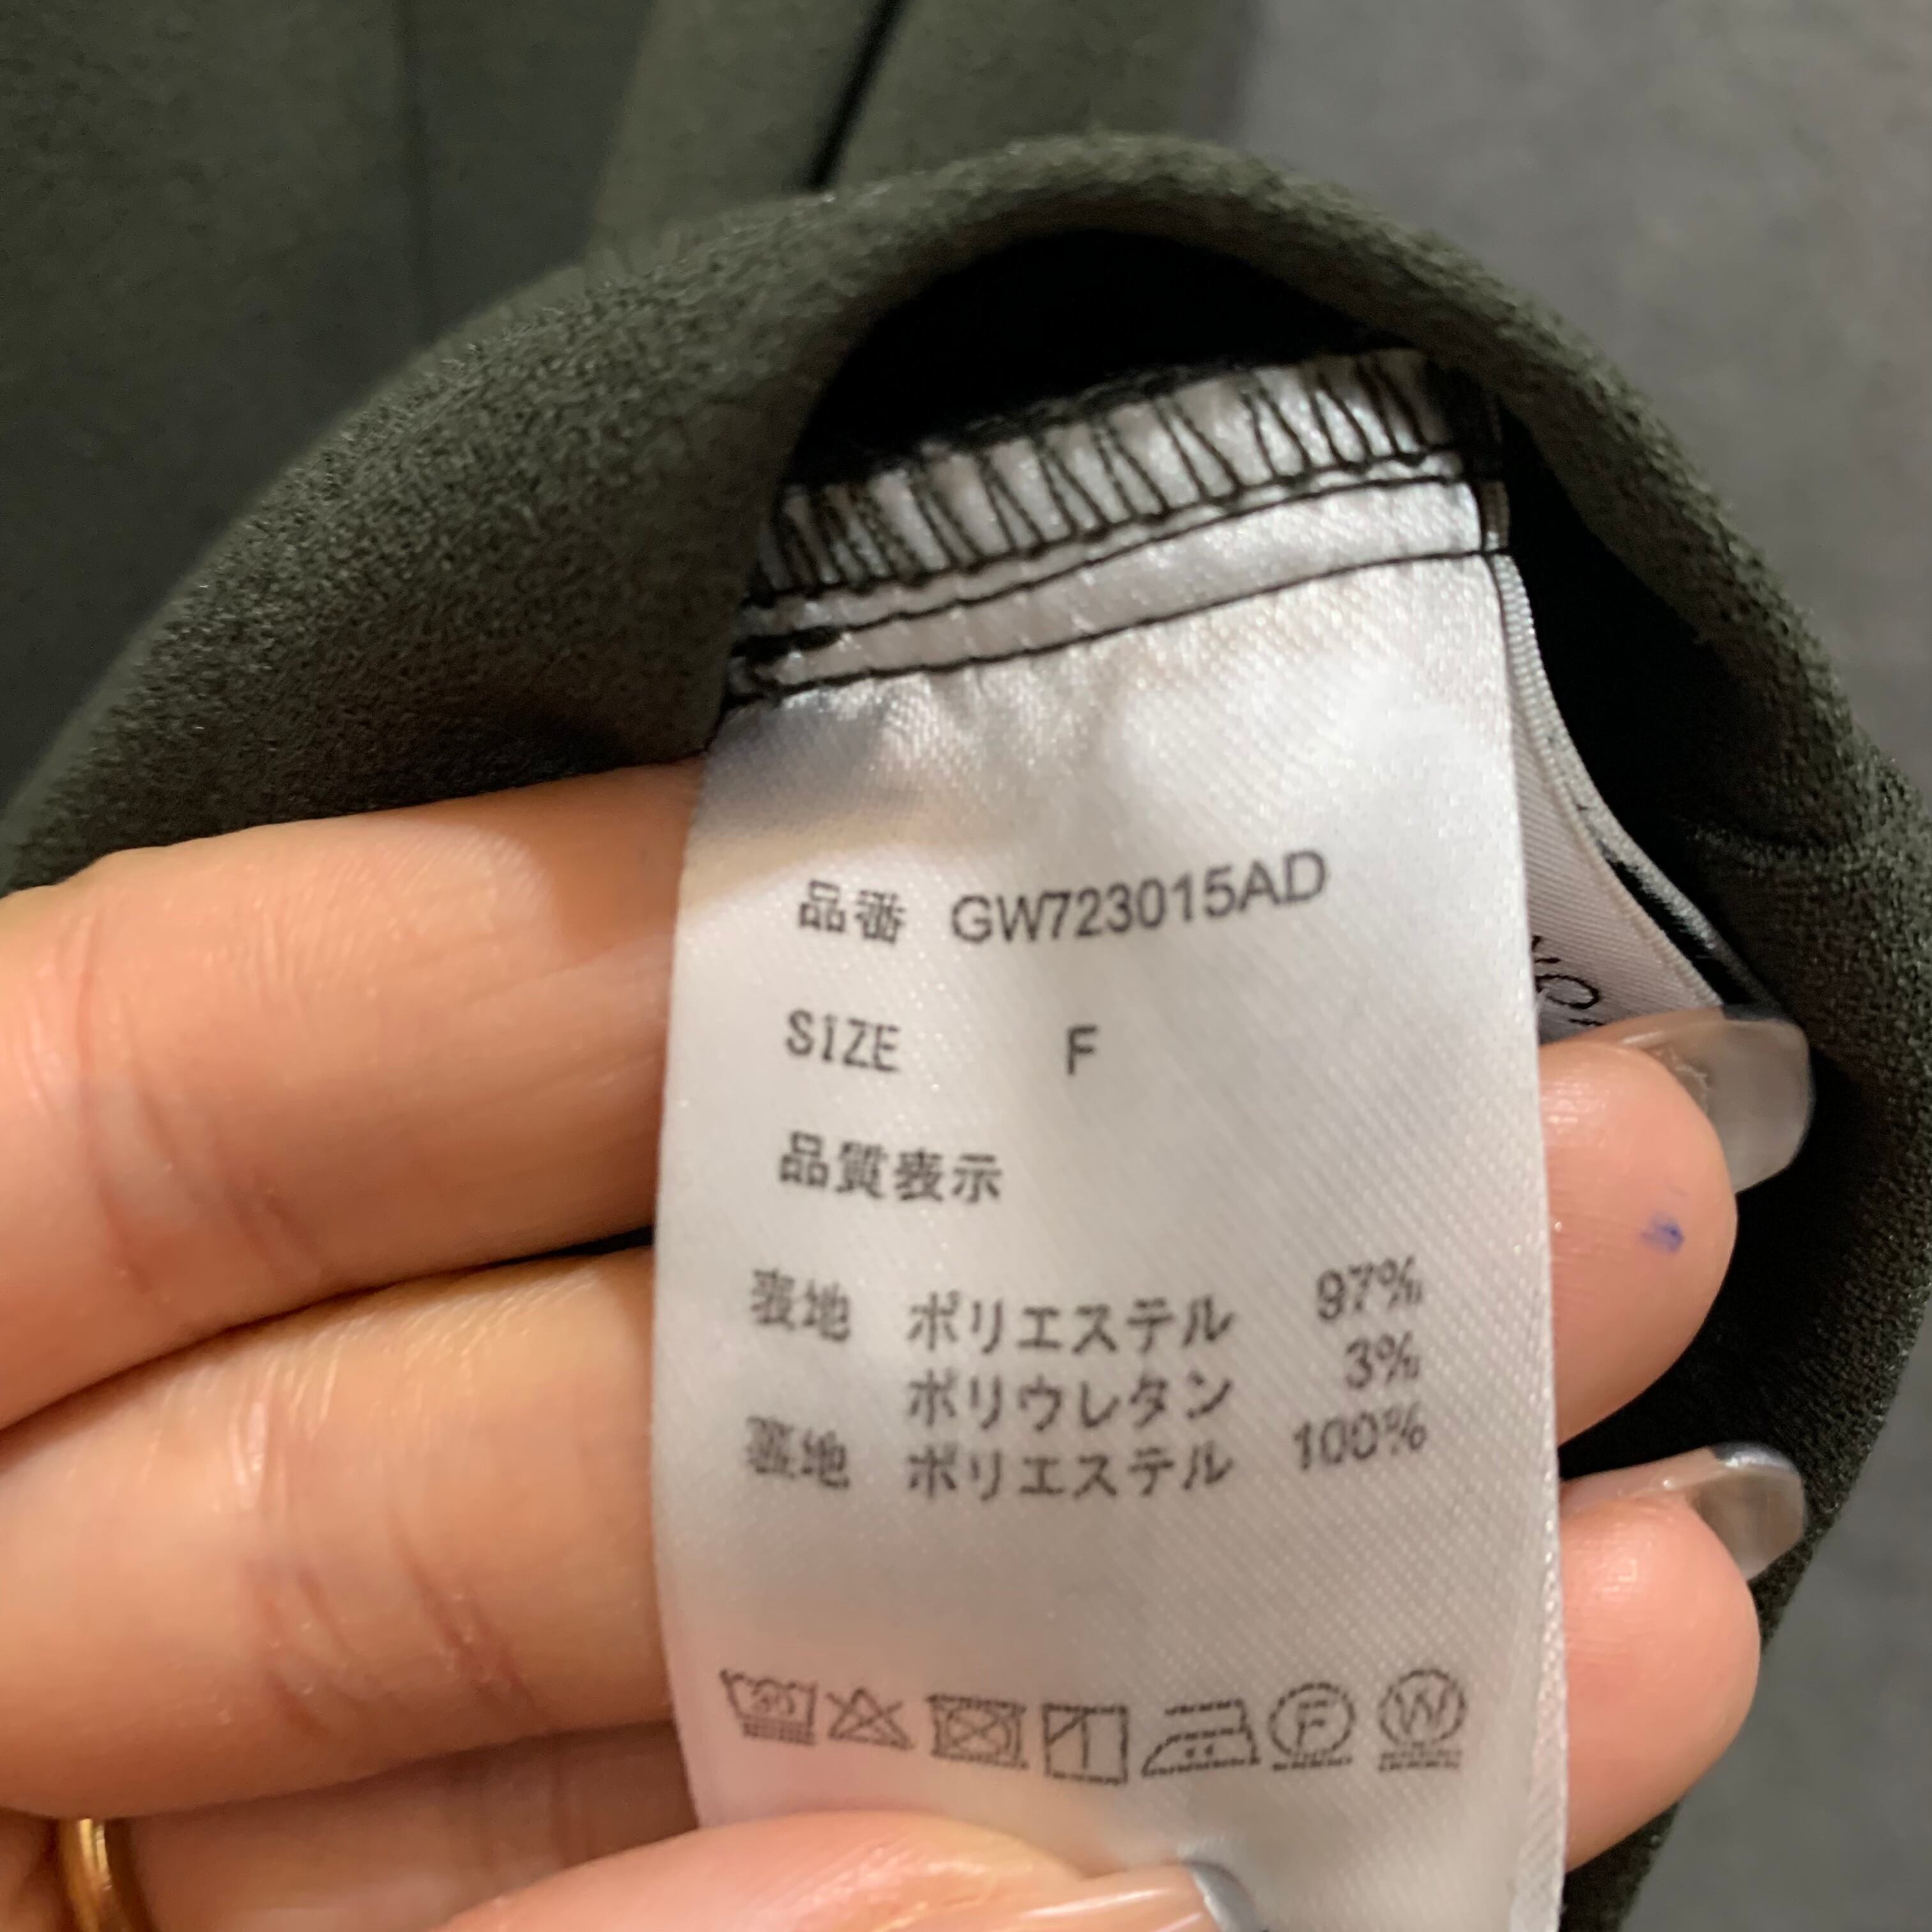 品番 GW723015AD
SIZE F
品質表示
表地 ポリエステル 97%
ポリウレタン 3%
裏地 ポリエステル 100%
F W